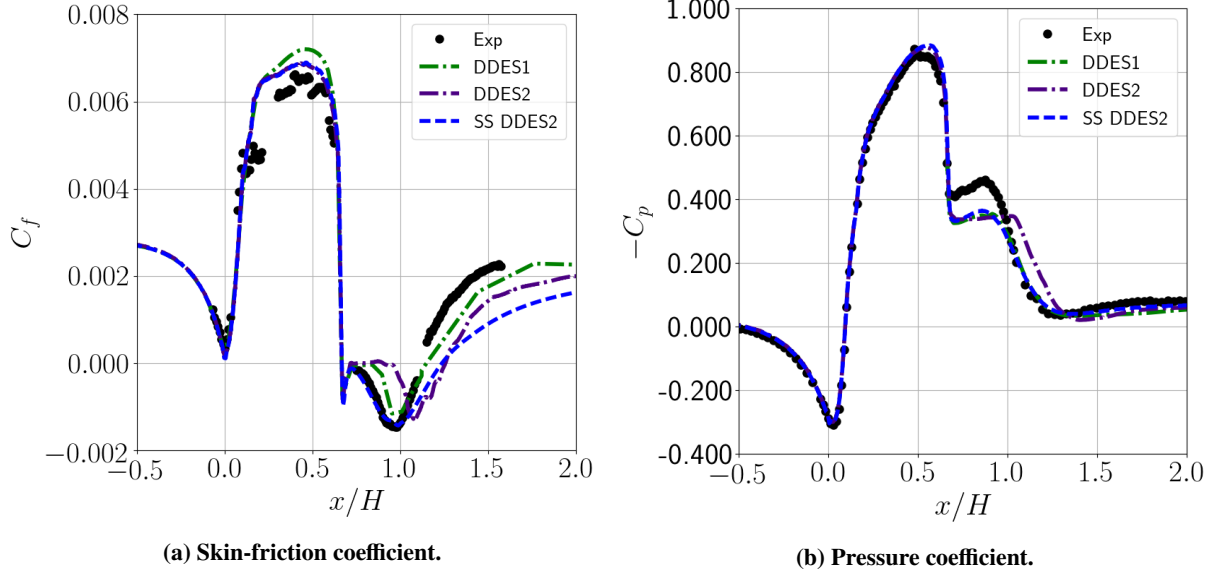 0.008
0.006
0.004
0.002
0.000
−0.002
C_f
−0.5
0.0
0.5
1.0
1.5
2.0
x/H
Exp
DDES1
DDES2
SS DDES2
(a) Skin-friction coefficient.
1.000
0.800
0.600
0.400
0.200
0.000
-0.200
-0.400
−C_p
−0.5
0.0
0.5
1.0
1.5
2.0
x/H
Exp
DDES1
DDES2
SS DDES2
(b) Pressure coefficient.